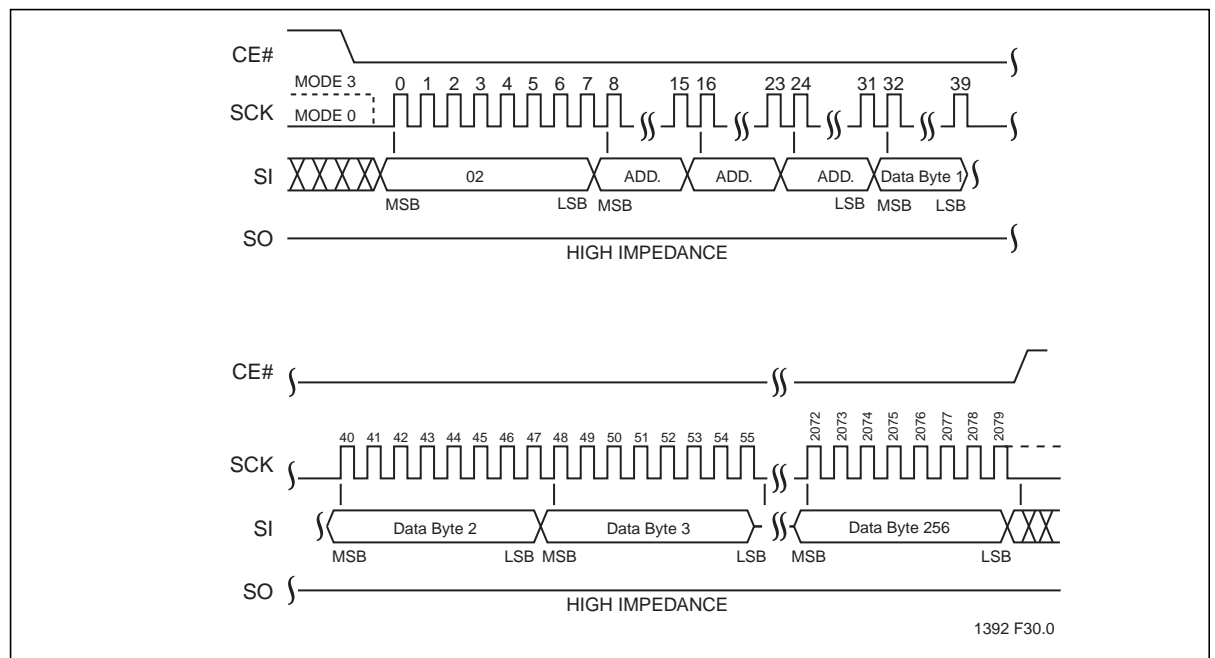 CE#
MODE 3
0 1 2 3 4 5 6 7 8 15 16 23 24 31 32 39
SCK
MODE 0
SI
02 ADD. ADD. ADD. Data Byte 1
MSB LSB MSB LSB MSB LSB
SO
HIGH IMPEDANCE
CE#
40 41 42 43 44 45 46 47 48 49 50 51 52 53 54 55 2072 2073 2074 2075 2076 2077 2078 2079
SCK
SI Data Byte 2 Data Byte 3 Data Byte 256
MSB LSB MSB LSB MSB LSB
SO
HIGH IMPEDANCE
1392 F30.0